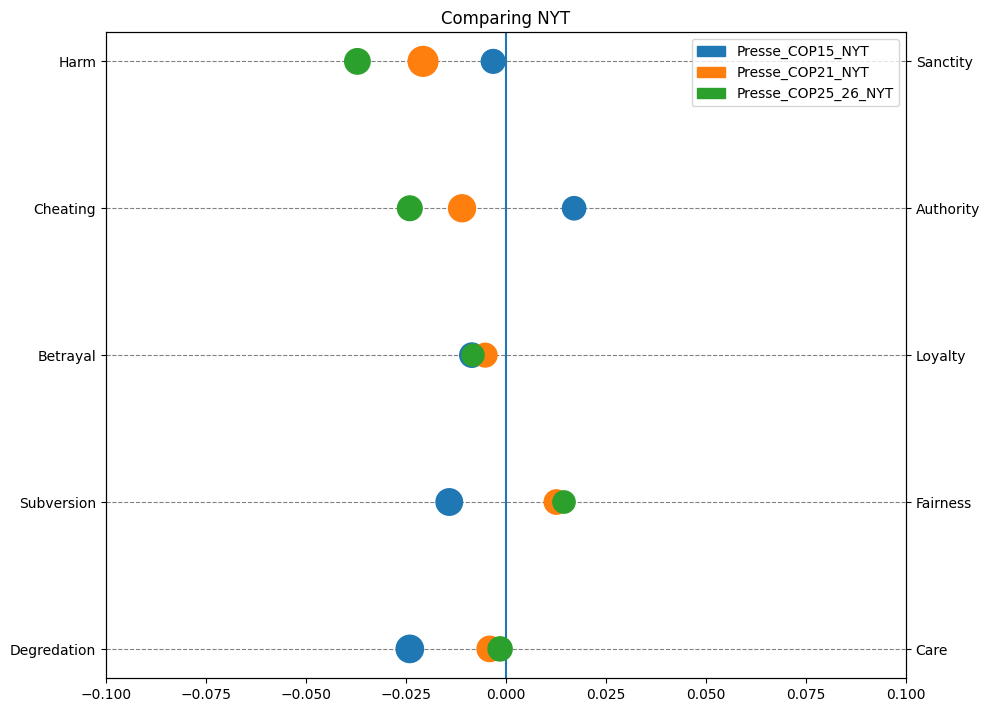 Comparing NYT
Presse_COP15_NYT
Presse_COP21_NYT
Presse_COP25_26_NYT
Harm
Sanctity
Cheating
Authority
Betrayal
Loyalty
Subversion
Fairness
Degredation
Care
−0.100
−0.075
−0.050
−0.025
0.000
0.025
0.050
0.075
0.100